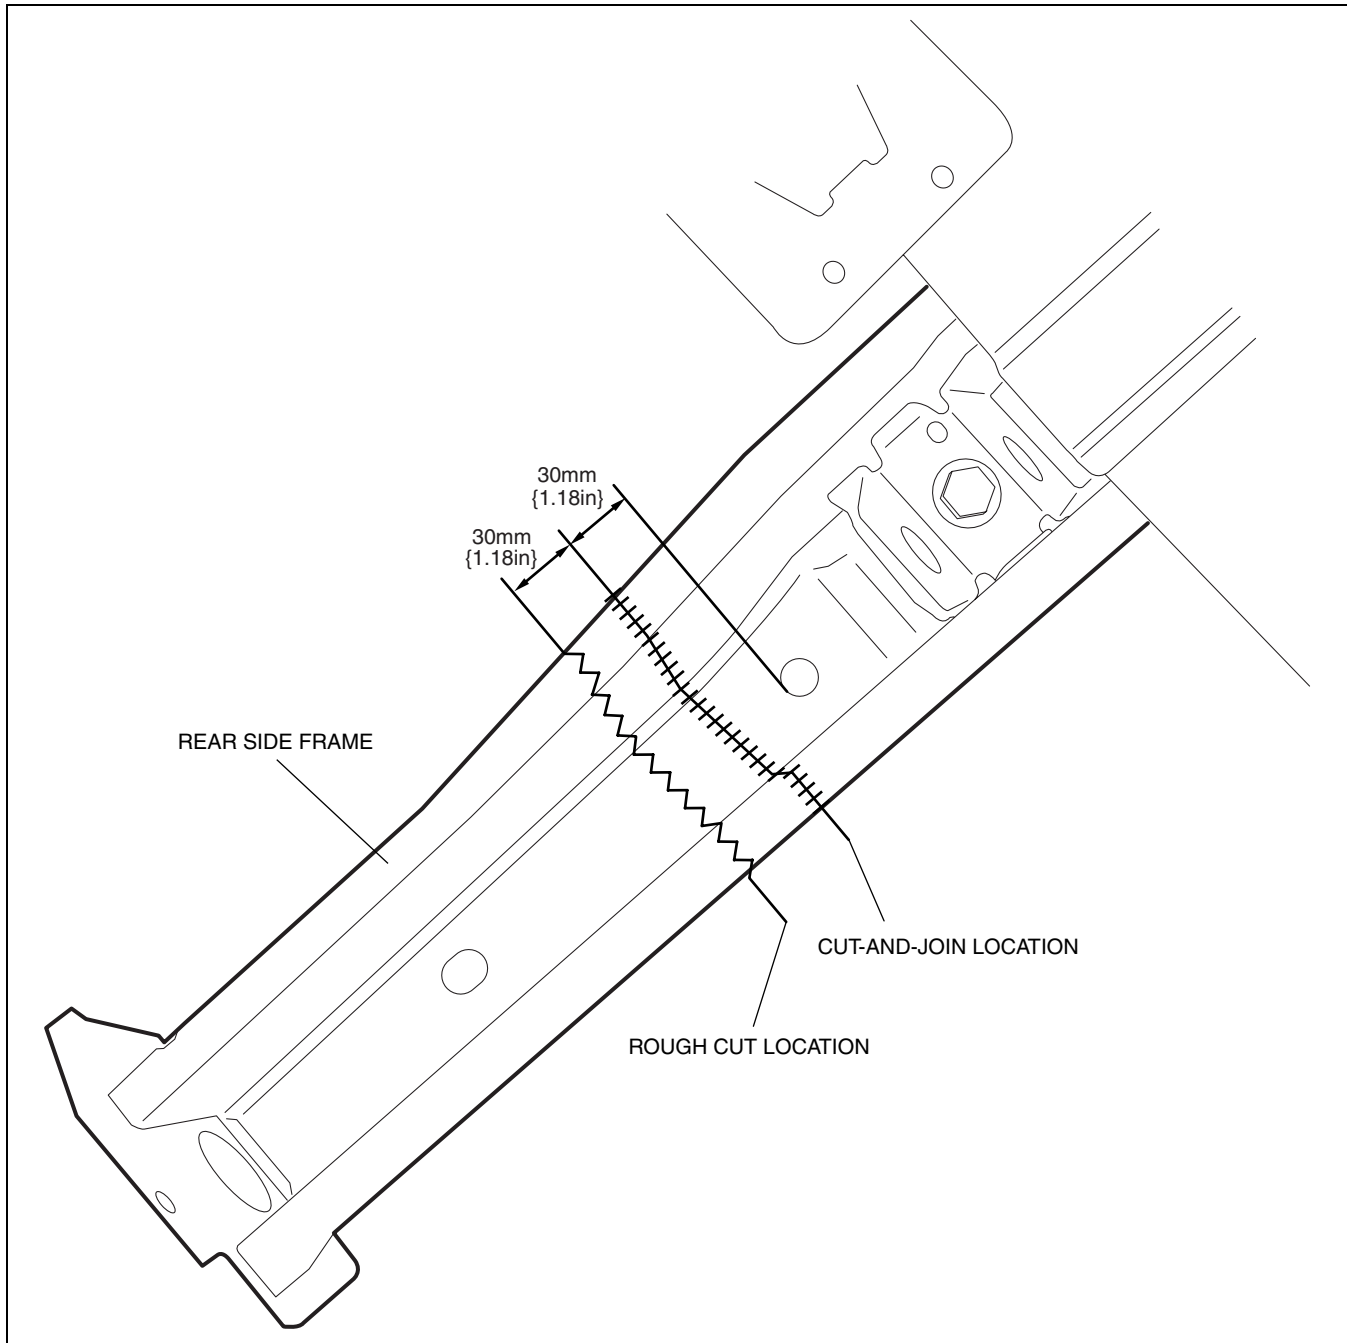 30mm
{1.18in}
30mm
{1.18in}
REAR SIDE FRAME
CUT-AND-JOIN LOCATION
ROUGH CUT LOCATION